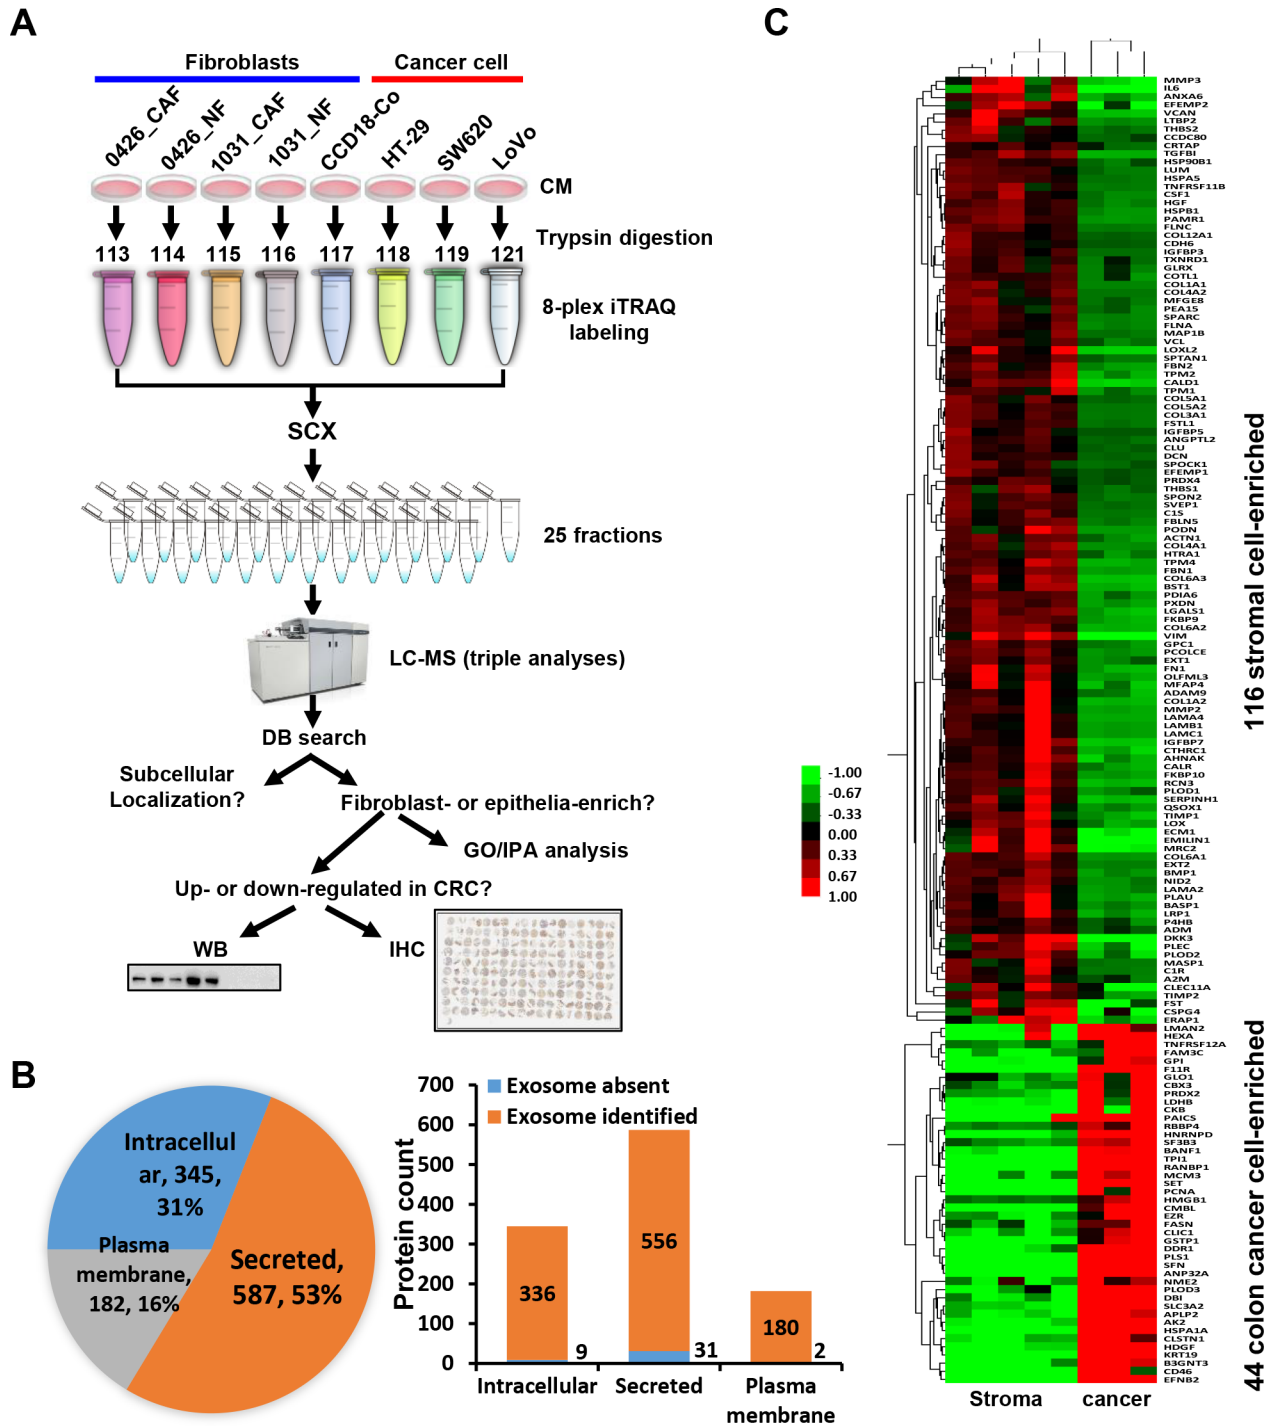 A
Fibroblasts
Cancer cell
0426_CAF
0426_NF
1031_CAF
1031_NF
CCD18-Co
HT-29
SW620
LoVo
CM
Trypsin digestion
113
114
115
116
117
118
119
121
8-plex iTRAQ
labeling
SCX
25 fractions
LC-MS (triple analyses)
DB search
Subcellular
Localization?
Fibroblast- or epithelia-enrich?
GO/IPA analysis
Up- or down-regulated in CRC?
WB
IHC
B
Intracellul
ar, 345,
31%
Plasma
membrane,
182, 16%
Secreted,
587, 53%
Protein count
700
600
500
400
300
200
100
0
Exosome absent
Exosome identified
336
9
556
31
180
2
Intracellular
Secreted
Plasma
membrane
C
-1.00
-0.67
-0.33
0.00
0.33
0.67
1.00
MMP3
IL6
ANXA6
EFEMP2
VCAN
LTBP2
THBS2
CCDC80
CRTAP
TGFBI
HSP90B1
LUM
HSPA5
TNFRSF11B
CSF1
HGF
HSPB1
PAMR1
FLNC
COL12A1
CDH6
IGFBP3
TXNRD1
GLRX
COTL1
COL1A1
COL4A2
MFGE8
PEA15
SPARC
FLNA
MAP1B
VCL
LOXL2
SPTAN1
FBN2
TPM2
CALD1
TPM1
COL5A1
COL5A2
COL3A1
FSTL1
IGFBP5
ANGPTL2
CLU
DCN
SPOCK1
EFEMP1
PRDX4
THBS1
SPON2
SVEP1
C1S
FBLN5
PODN
ACTN1
COL4A1
HTRA1
TPM4
FBN1
COL6A3
BST1
PDIA6
PXDN
LGALS1
FKBP9
COL6A2
VIM
GPC1
PCOLCE
EXT1
FN1
OLFML3
MFAP4
ADAM9
COL1A2
MMP2
LAMA4
LAMB1
LAMC1
IGFBP7
CTHRC1
AHNAK
CALR
FKBP10
RCN3
PLOD1
SERPINH1
QSOX1
TIMP1
LOX
ECM1
EMILIN1
MRC2
COL6A1
EXT2
BMP1
NID2
LAMA2
PLAU
BASP1
LRP1
P4HB
ADM
DKK3
PLEC
PLOD2
MASP1
C1R
A2M
CLEC11A
TIMP2
FST
CSPG4
ERAP1
LMAN2
HEXA
TNFRSF12A
FAM3C
GPI
F11R
GLO1
CBX3
PRDX2
LDHB
CKB
PAICS
RBBP4
HNRNPD
SF3B3
BANF1
TPI1
RANBP1
MCM3
SET
PCNA
HMGB1
CMBL
EZR
FASN
CLIC1
GSTP1
DDR1
PLS1
SFN
ANP32A
NME2
PLOD3
DBI
SLC3A2
APLP2
AK2
HSPA1A
CLSTN1
HDGF
KRT19
B3GNT3
CD46
EFNB2
Stroma
cancer
116 stromal cell-enriched
44 colon cancer cell-enriched